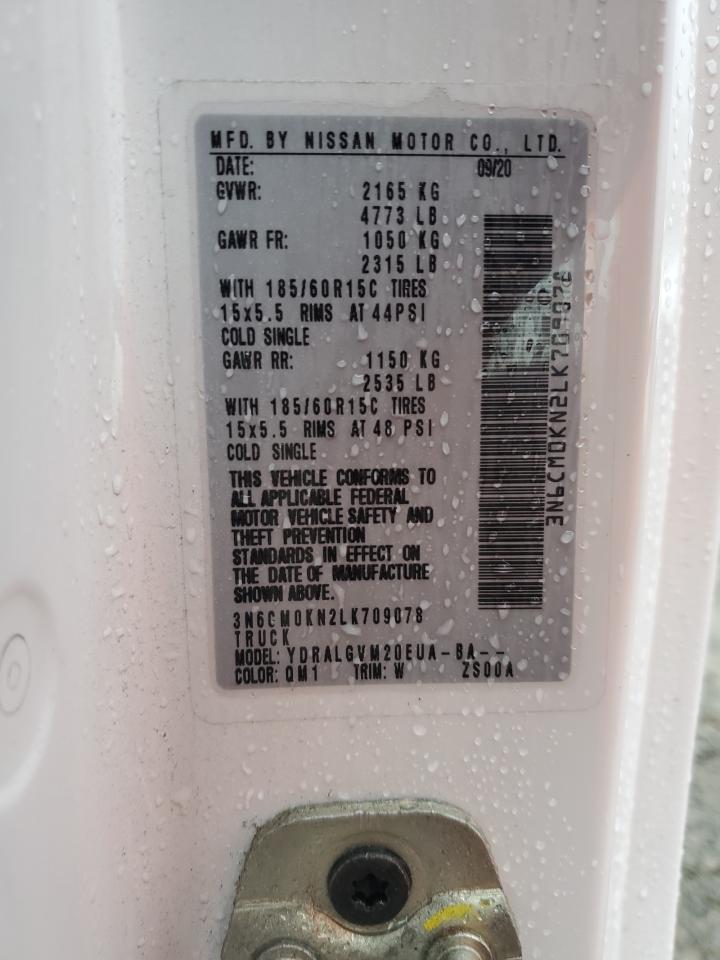 MFD. BY NISSAN MOTOR CO., LTD.
DATE: 09/20
GVWR: 2165 KG
4773 LB
GAWR FR: 1050 KG
2315 LB
WITH 185/60R15C TIRES
15x5.5 RIMS AT 44PSI
COLD SINGLE
GAWR RR: 1150 KG
2535 LB
WITH 185/60R15C TIRES
15x5.5 RIMS AT 48 PSI
COLD SINGLE
THIS VEHICLE CONFORMS TO
ALL APPLICABLE FEDERAL
MOTOR VEHICLE SAFETY AND
THEFT PREVENTION
STANDARDS IN EFFECT ON
THE DATE OF MANUFACTURE
SHOWN ABOVE.
3N6CM0KN2LK709078
TRUCK
MODEL: YDRALGVM20EUA-BA--
COLOR: QM1 TRIM: W ZS00A
3N6CM0KN2LK709078